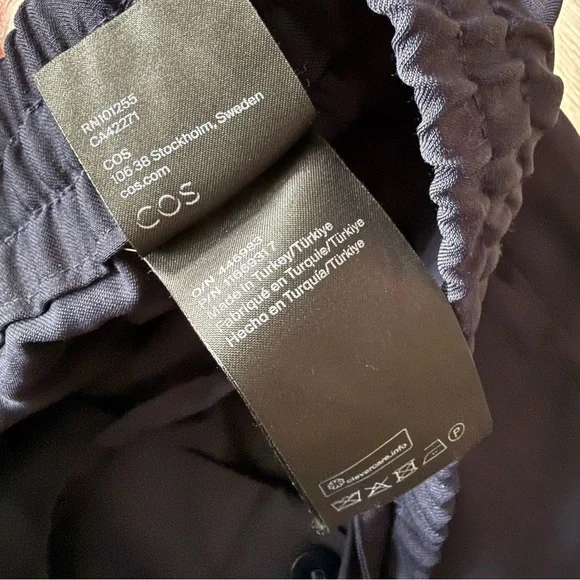 RN101255
CA42271
COS
106 38 Stockholm, Sweden
cos.com
COS
Made in Turkey/Türkiye
Fabriqué en Turquie/Türkiye
Hecho en Turquía/Türkiye
clevercare.info
P